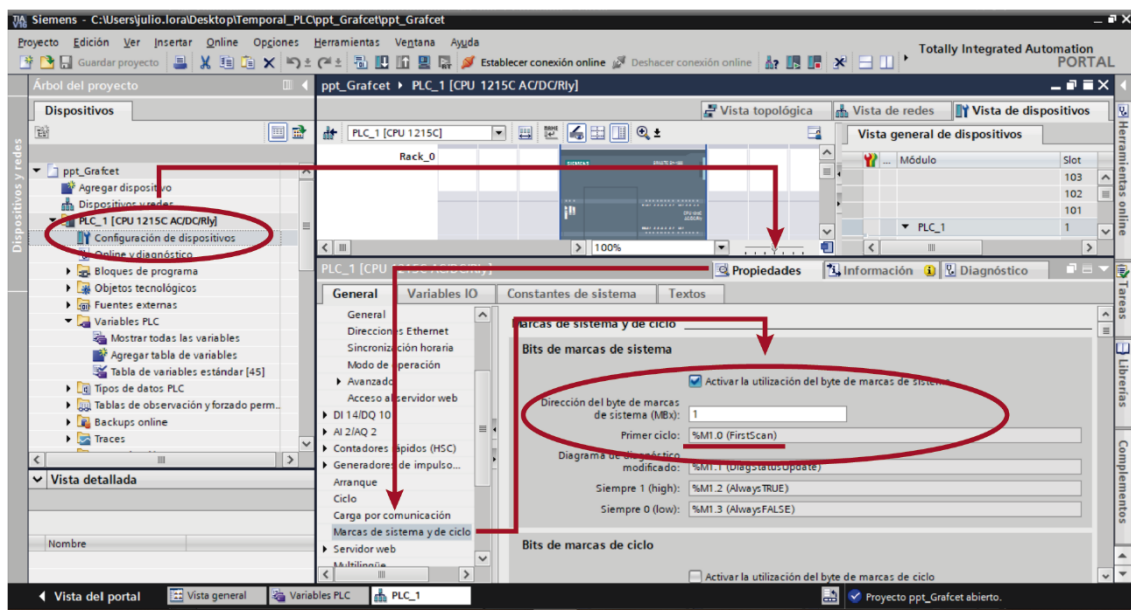 Siemens - C:\Users\julio.lora\Desktop\Temporal_PLC\ppt_Grafcet\ppt_Grafcet
Proyecto Edición Ver Insertar Online Opciones Herramientas Ventana Ayuda
Guardar proyecto Establecer conexión online Deshacer conexión online
Totally Integrated Automation
PORTAL
Árbol del proyecto
Dispositivos
Dispositivos y redes
ppt_Grafcet
Agregar dispositivo
Dispositivos y redes
PLC_1 [CPU 1215C AC/DC/Rly]
Configuración de dispositivos
Online y diagnóstico
Bloques de programa
Objetos tecnológicos
Fuentes externas
Variables PLC
Mostrar todas las variables
Agregar tabla de variables
Tabla de variables estándar [45]
Tipos de datos PLC
Tablas de observación y forzado perm..
Backups online
Traces
Vista detallada
Nombre
ppt_Grafcet PLC_1 [CPU 1215C AC/DC/Rly]
Vista topológica Vista de redes Vista de dispositivos
PLC_1 [CPU 1215C]
Rack_0
SIEMENS
100%
Vista general de dispositivos
... Módulo Slot
103
102
101
PLC_1 1
PLC_1 [CPU 1215C AC/DC/Rly]
Propiedades Información Diagnóstico
General Variables IO Constantes de sistema Textos
General
Direcciones Ethernet
Sincronización horaria
Modo de operación
Avanzado
Acceso al servidor web
DI 14/DQ 10
AI 2/AQ 2
Contadores rápidos (HSC)
Generadores de impulso...
Arranque
Ciclo
Carga por comunicación
Marcas de sistema y de ciclo
Servidor web
Multilingüe
Marcas de sistema y de ciclo
Bits de marcas de sistema
Activar la utilización del byte de marcas de sistema
Dirección del byte de marcas
de sistema (MBx): 1
Primer ciclo: %M1.0 (FirstScan)
Diagrama de diagnóstico
modificado: %M1.1 (DiagStatusUpdate)
Siempre 1 (high): %M1.2 (AlwaysTRUE)
Siempre 0 (low): %M1.3 (AlwaysFALSE)
Bits de marcas de ciclo
Activar la utilización del byte de marcas de ciclo
Herramientas online
Tareas
Librerías
Complementos
Vista del portal Vista general Variables PLC PLC_1 Proyecto ppt_Grafcet abierto.